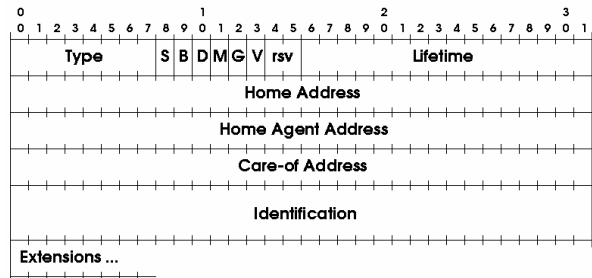 0 1 2 3
0 1 2 3 4 5 6 7 8 9 0 1 2 3 4 5 6 7 8 9 0 1 2 3 4 5 6 7 8 9 0 1
Type S B D M G V rsv Lifetime
Home Address
Home Agent Address
Care-of Address
Identification
Extensions ...